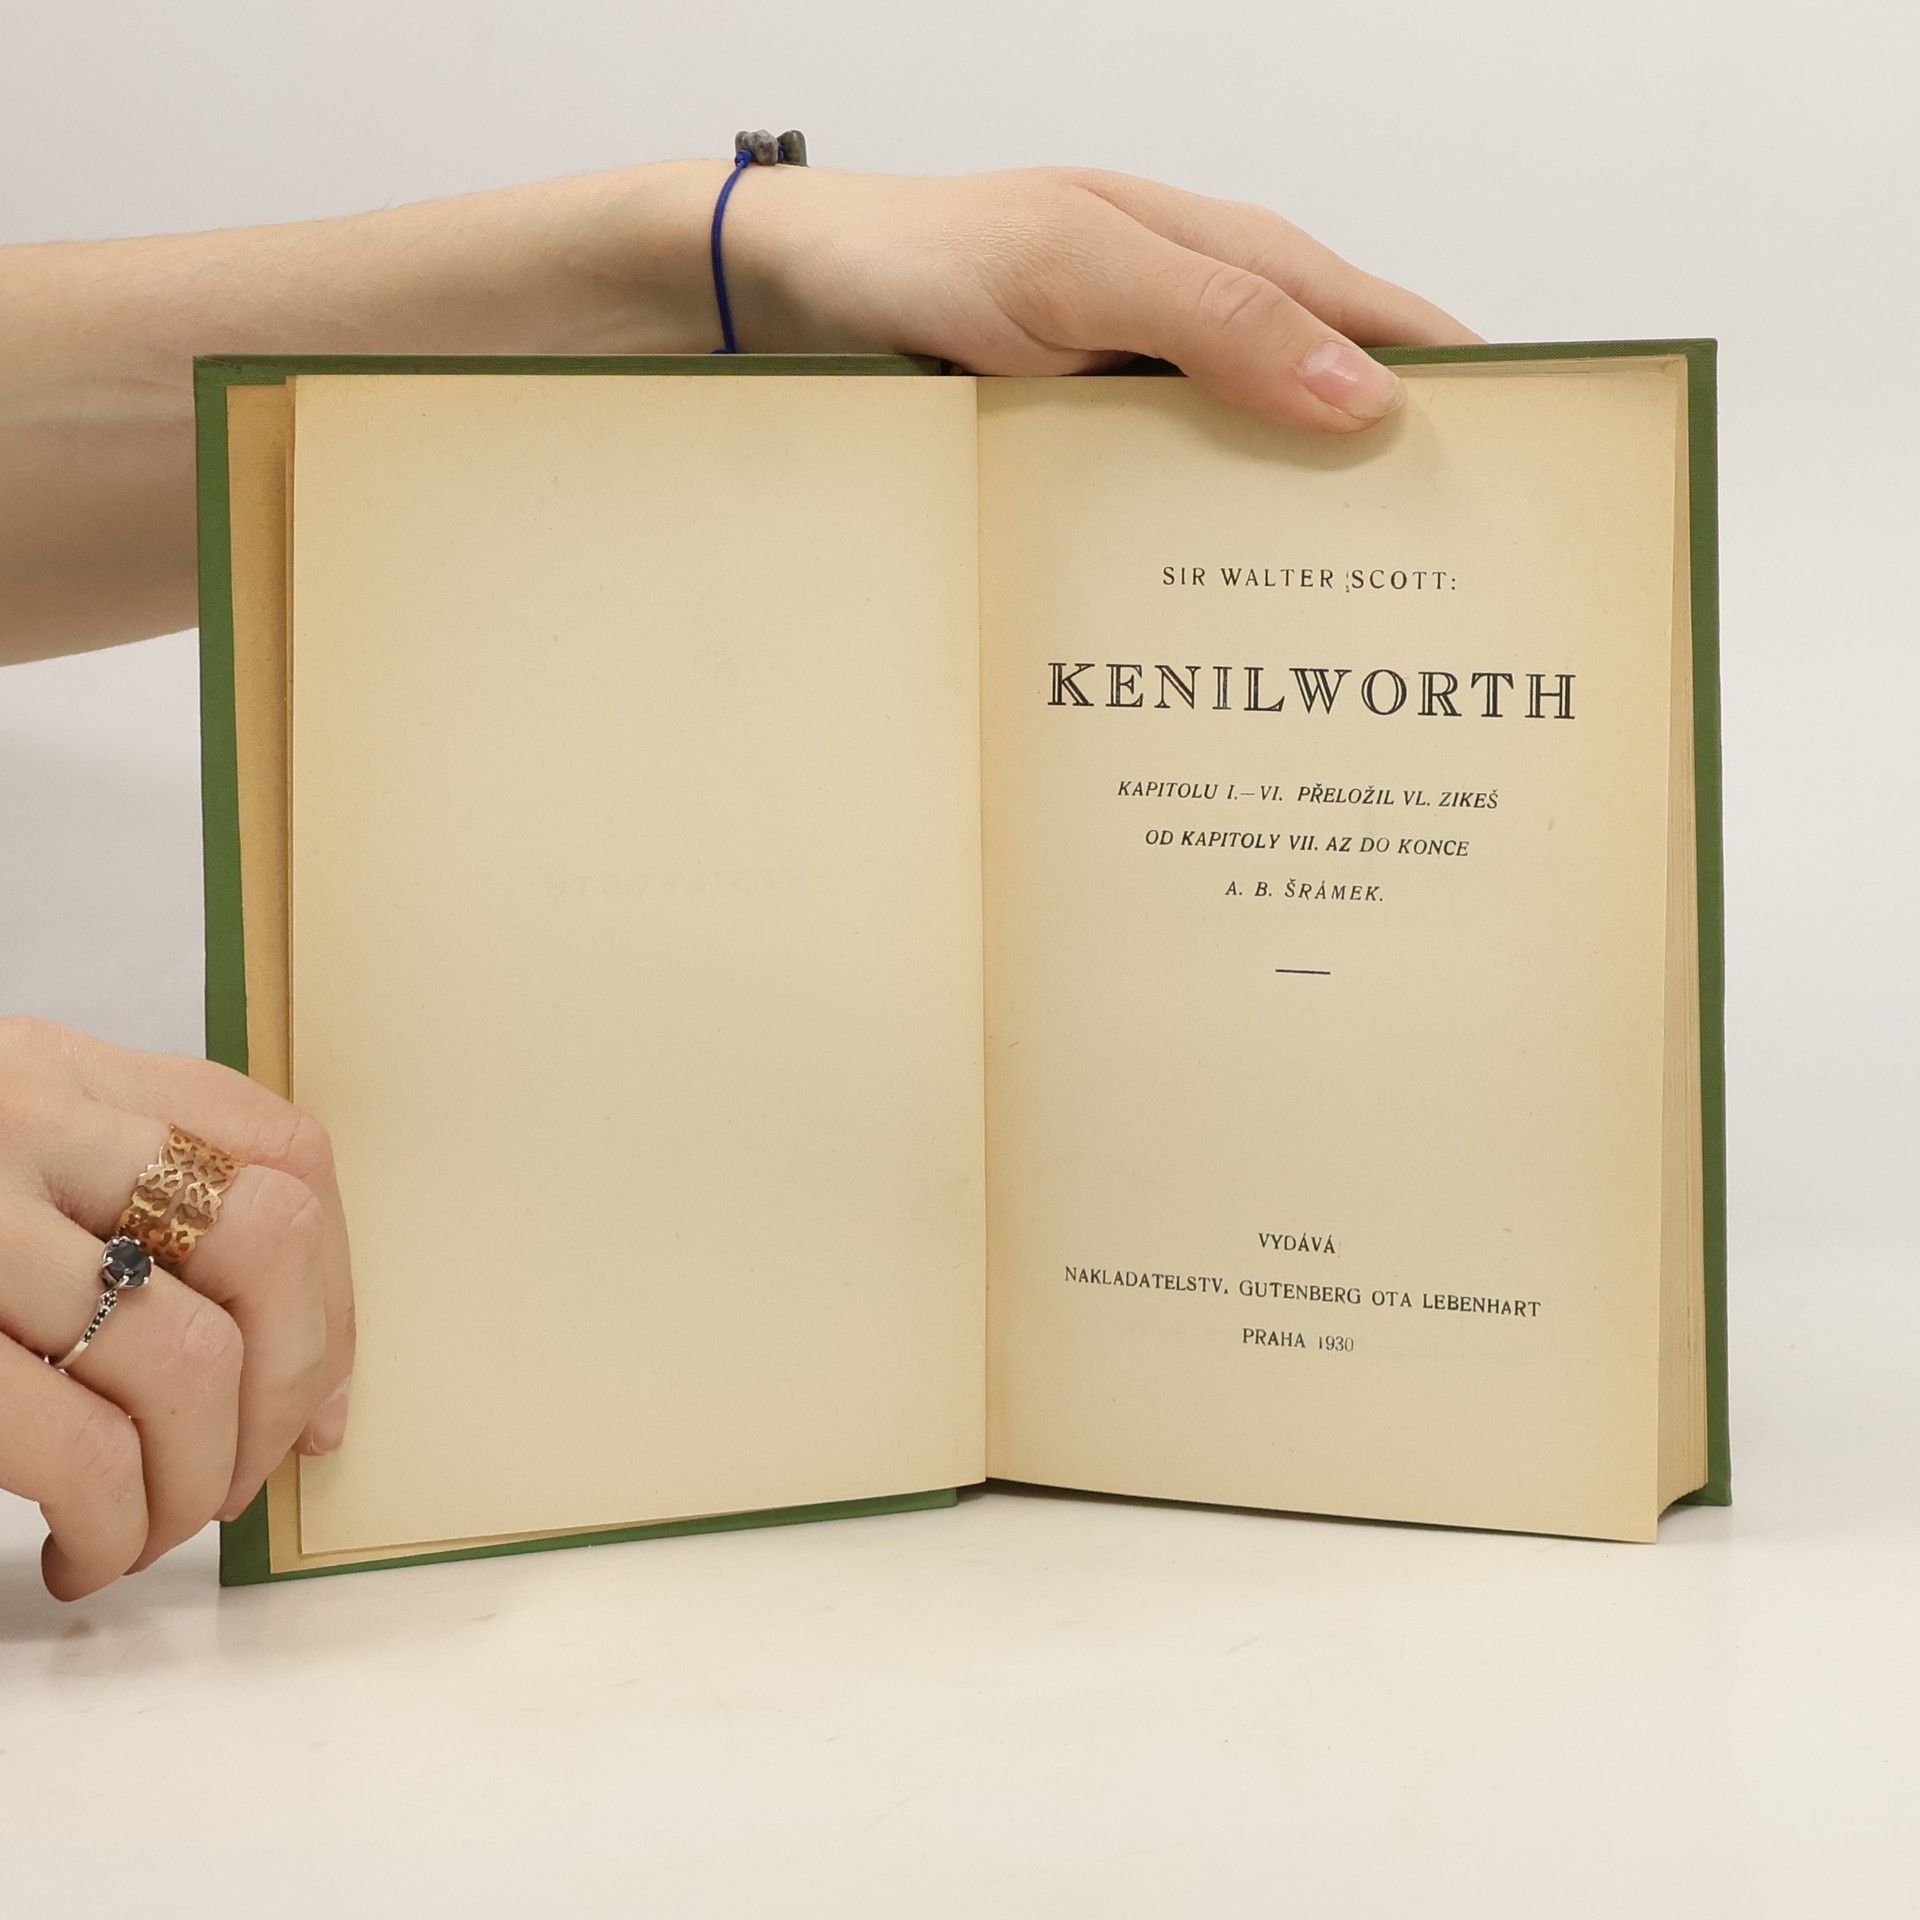 SIR WALTER SCOTT:
KENILWORTH
KAPITOLU I.—VI. PŘELOŽIL VL. ZIKEŠ
OD KAPITOLY VII. AZ DO KONCE
A. B. ŠRÁMEK.
VYDÁVÁ
NAKLADATELSTV. GUTENBERG OTA LEBENHART
PRAHA 1930